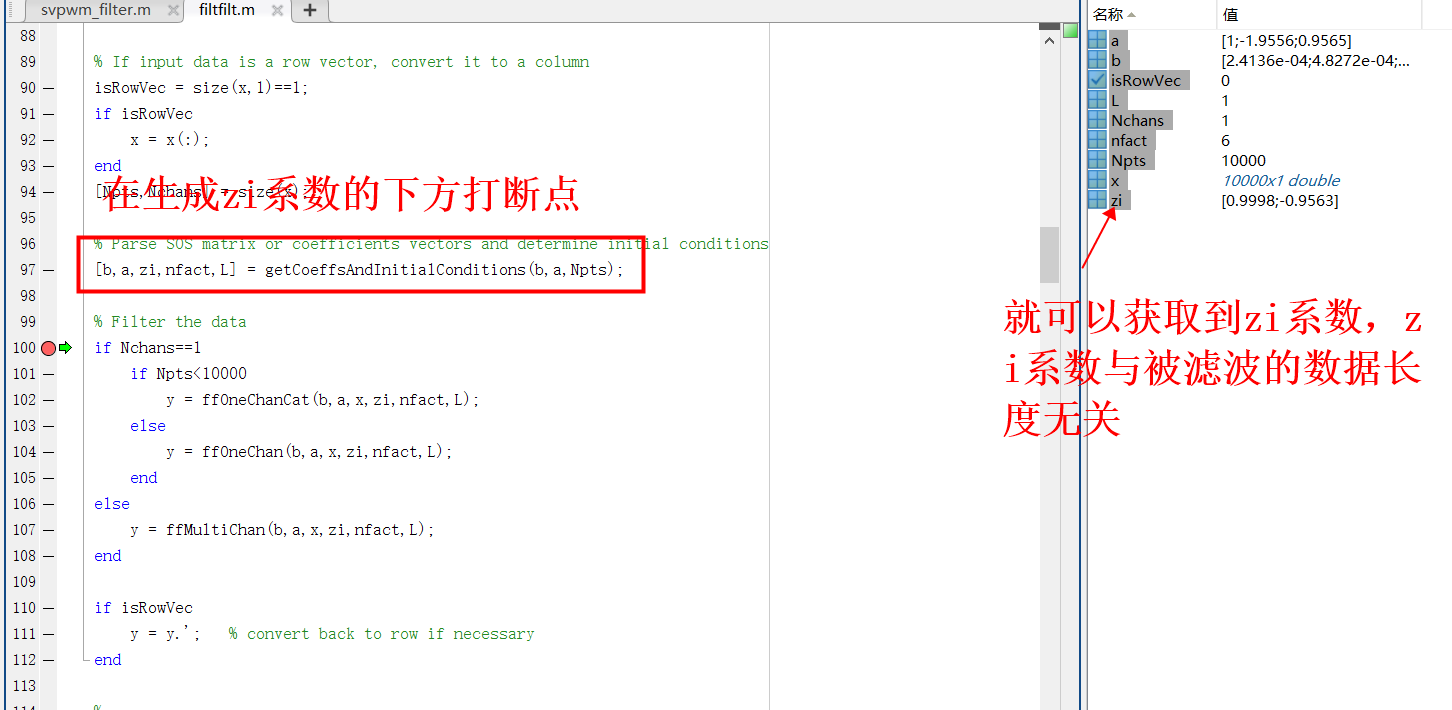 svpwm_filter.m
filtfilt.m
88
89 % If input data is a row vector, convert it to a column
90 isRowVec = size(x,1)==1;
91 if isRowVec
92 x = x(:);
93 end
94 [Npts,Nchans] = size(x);
在生成zi系数的下方打断点
95
96 % Parse SOS matrix or coefficients vectors and determine initial conditions
97 [b,a,zi,nfact,L] = getCoeffsAndInitialConditions(b,a,Npts);
98
99 % Filter the data
100 if Nchans==1
101 if Npts<10000
102 y = ffOneChanCat(b,a,x,zi,nfact,L);
103 else
104 y = ffOneChan(b,a,x,zi,nfact,L);
105 end
106 else
107 y = ffMultiChan(b,a,x,zi,nfact,L);
108 end
109
110 if isRowVec
111 y = y.'; % convert back to row if necessary
112 end
113
114 %
名称 值
a [1;-1.9556;0.9565]
b [2.4136e-04;4.8272e-04;...
isRowVec 0
L 1
Nchans 1
nfact 6
Npts 10000
x 10000x1 double
zi [0.9998;-0.9563]
就可以获取到zi系数，z
i系数与被滤波的数据长
度无关